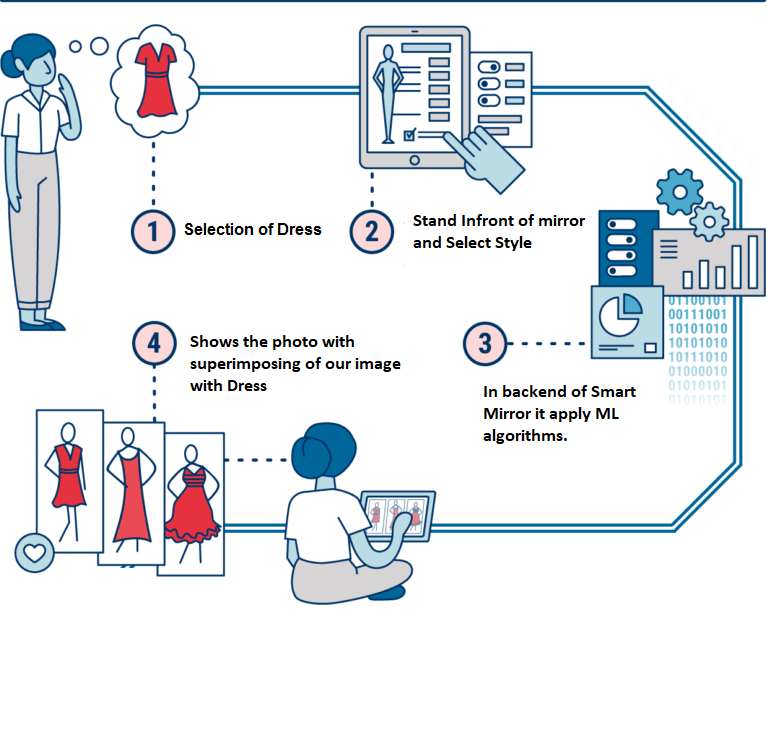 1
Selection of Dress
2
Stand Infront of mirror
and Select Style
01100101
00111001
10101010
10101010
10111010
01000010
01010101
01010101
3
In backend of Smart
Mirror it apply ML
algorithms.
4
Shows the photo with
superimposing of our image
with Dress